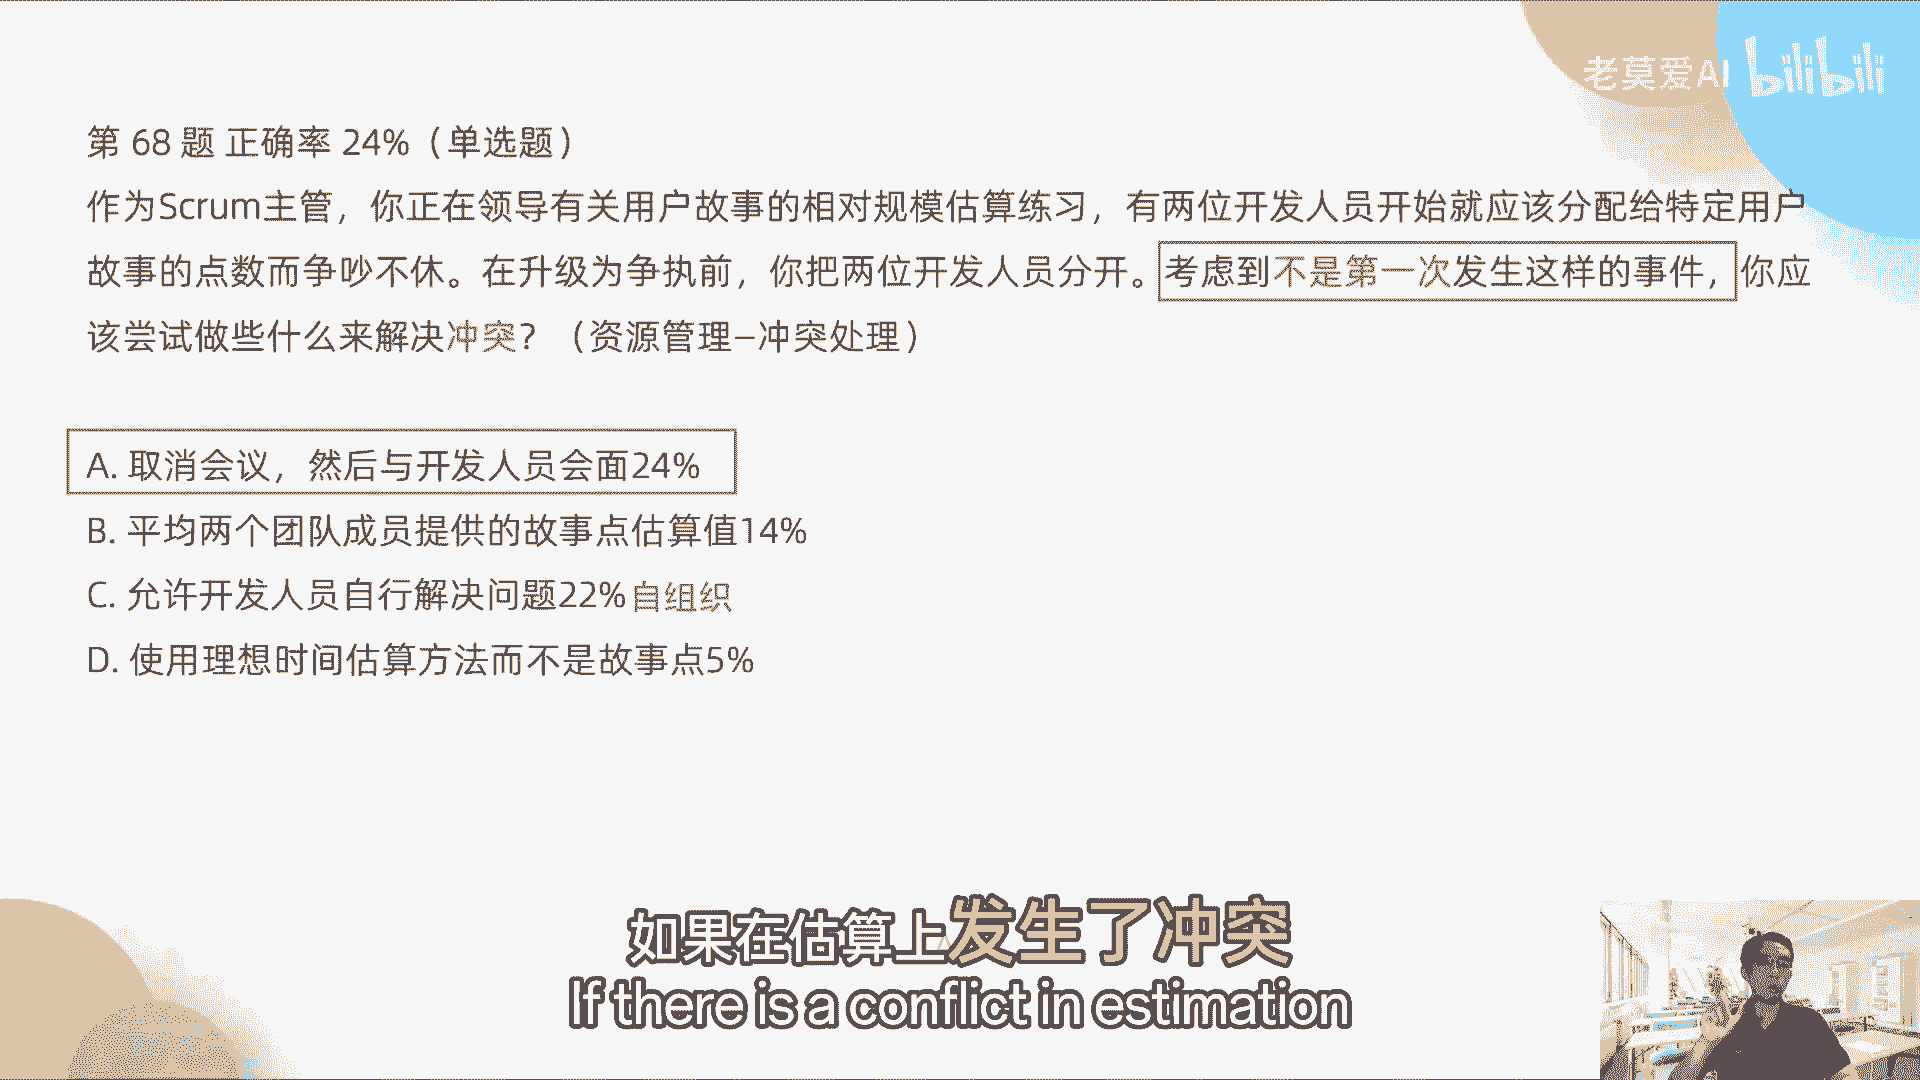 老莫爱AI bilibili
第 68 题 正确率 24%（单选题）
作为Scrum主管，你正在领导有关用户故事的相对规模估算练习，有两位开发人员开始就应该分配给特定用户
故事的点数而争吵不休。在升级为争执前，你把两位开发人员分开。考虑到不是第一次发生这样的事件，你应
该尝试做些什么来解决冲突？（资源管理–冲突处理）
A. 取消会议，然后与开发人员会面24%
B. 平均两个团队成员提供的故事点估算值14%
C. 允许开发人员自行解决问题22%自组织
D. 使用理想时间估算方法而不是故事点5%
如果在估算上发生了冲突
If there is a conflict in estimation